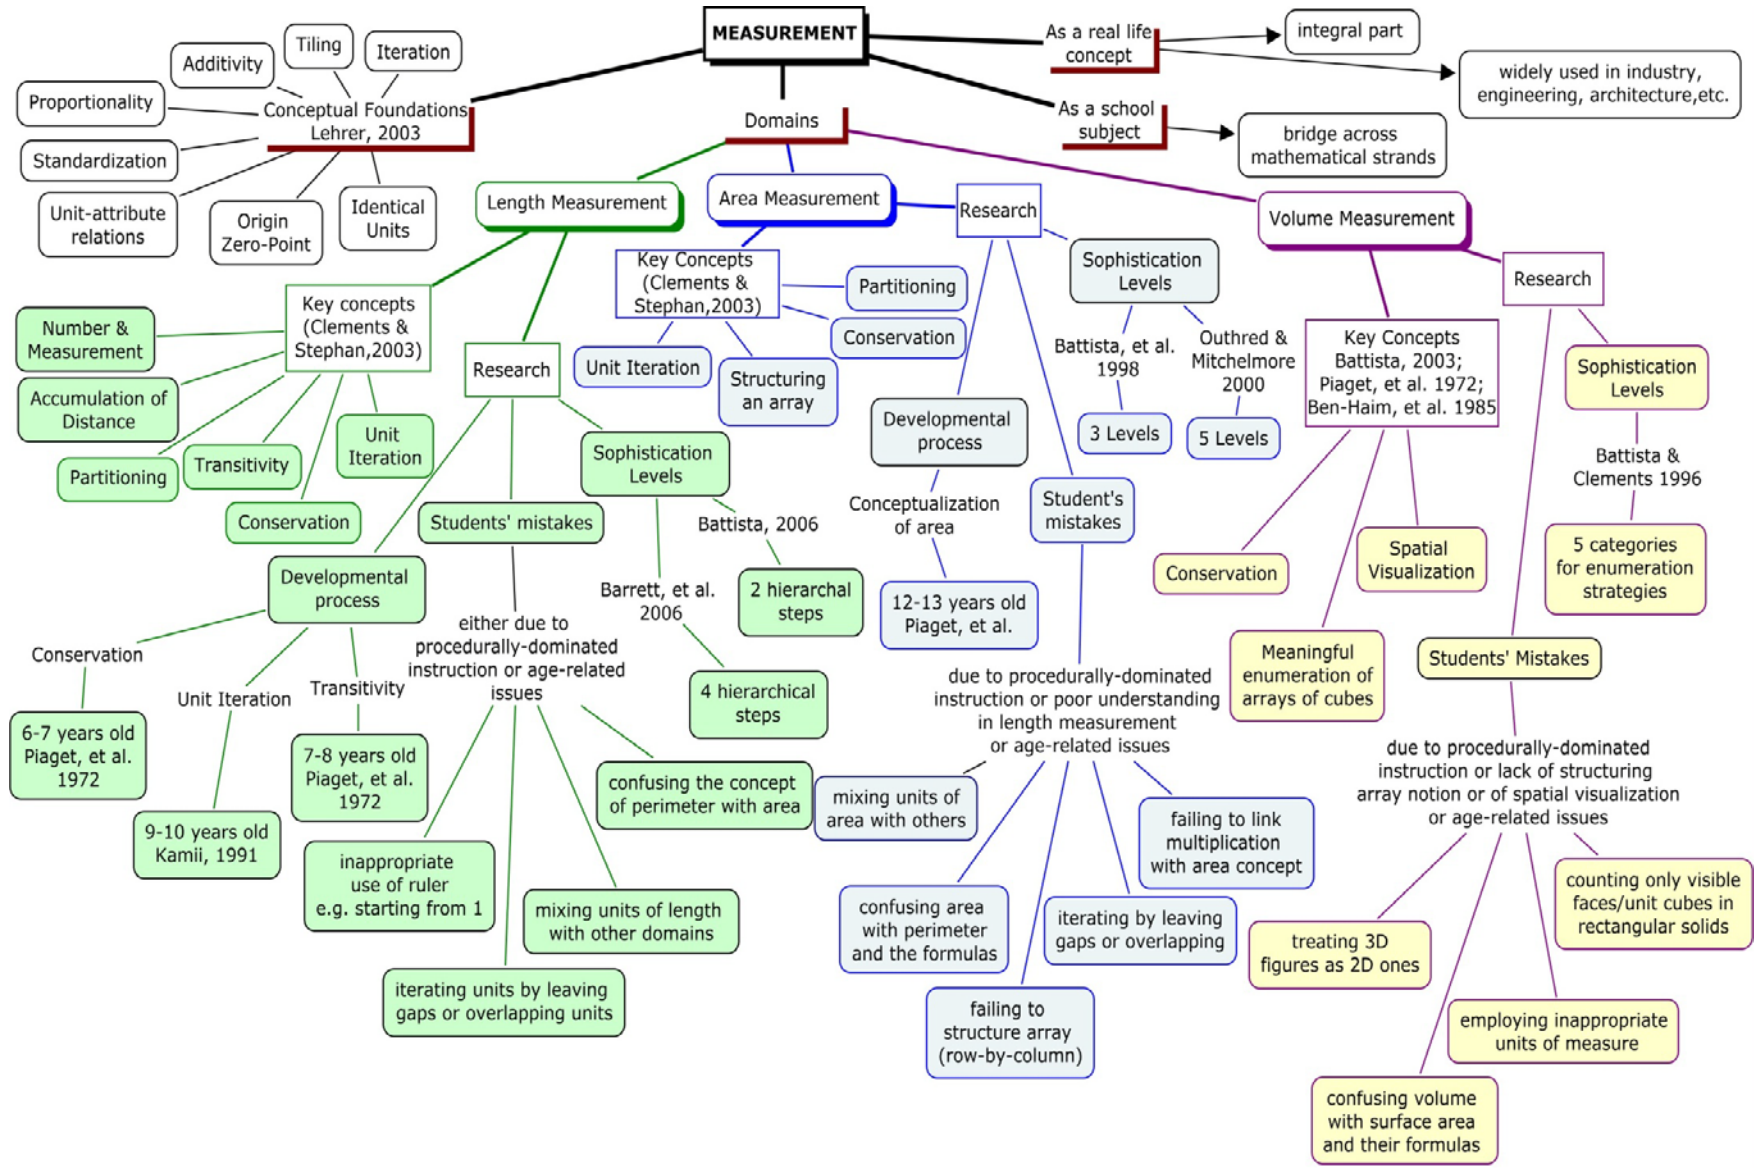 MEASUREMENT
As a real life
concept
integral part
widely used in industry,
engineering, architecture,etc.
As a school
subject
bridge across
mathematical strands
Conceptual Foundations
Lehrer, 2003
Iteration
Tiling
Additivity
Proportionality
Standardization
Unit-attribute
relations
Origin
Zero-Point
Identical
Units
Domains
Length Measurement
Key concepts
(Clements &
Stephan,2003)
Number &
Measurement
Accumulation of
Distance
Partitioning
Transitivity
Conservation
Unit
Iteration
Research
Developmental
process
Conservation
6-7 years old
Piaget, et al.
1972
Unit Iteration
9-10 years old
Kamii, 1991
Transitivity
7-8 years old
Piaget, et al.
1972
Students' mistakes
either due to
procedurally-dominated
instruction or age-related
issues
inappropriate
use of ruler
e.g. starting from 1
iterating units by leaving
gaps or overlapping units
mixing units of length
with other domains
confusing the concept
of perimeter with area
Sophistication
Levels
Barrett, et al.
2006
4 hierarchical
steps
Battista, 2006
2 hierarchal
steps
Area Measurement
Key Concepts
(Clements &
Stephan,2003)
Partitioning
Conservation
Unit Iteration
Structuring
an array
Research
Developmental
process
Conceptualization
of area
12-13 years old
Piaget, et al.
Student's
mistakes
due to procedurally-dominated
instruction or poor understanding
in length measurement
or age-related issues
mixing units of
area with others
confusing area
with perimeter
and the formulas
failing to
structure array
(row-by-column)
iterating by leaving
gaps or overlapping
failing to link
multiplication
with area concept
Sophistication
Levels
Battista, et al.
1998
3 Levels
Outhred &
Mitchelmore
2000
5 Levels
Volume Measurement
Key Concepts
Battista, 2003;
Piaget, et al. 1972;
Ben-Haim, et al. 1985
Conservation
Meaningful
enumeration of
arrays of cubes
Spatial
Visualization
Research
Sophistication
Levels
Battista &
Clements 1996
5 categories
for enumeration
strategies
Students' Mistakes
due to procedurally-dominated
instruction or lack of structuring
array notion or of spatial visualization
or age-related issues
treating 3D
figures as 2D ones
confusing volume
with surface area
and their formulas
employing inappropriate
units of measure
counting only visible
faces/unit cubes in
rectangular solids